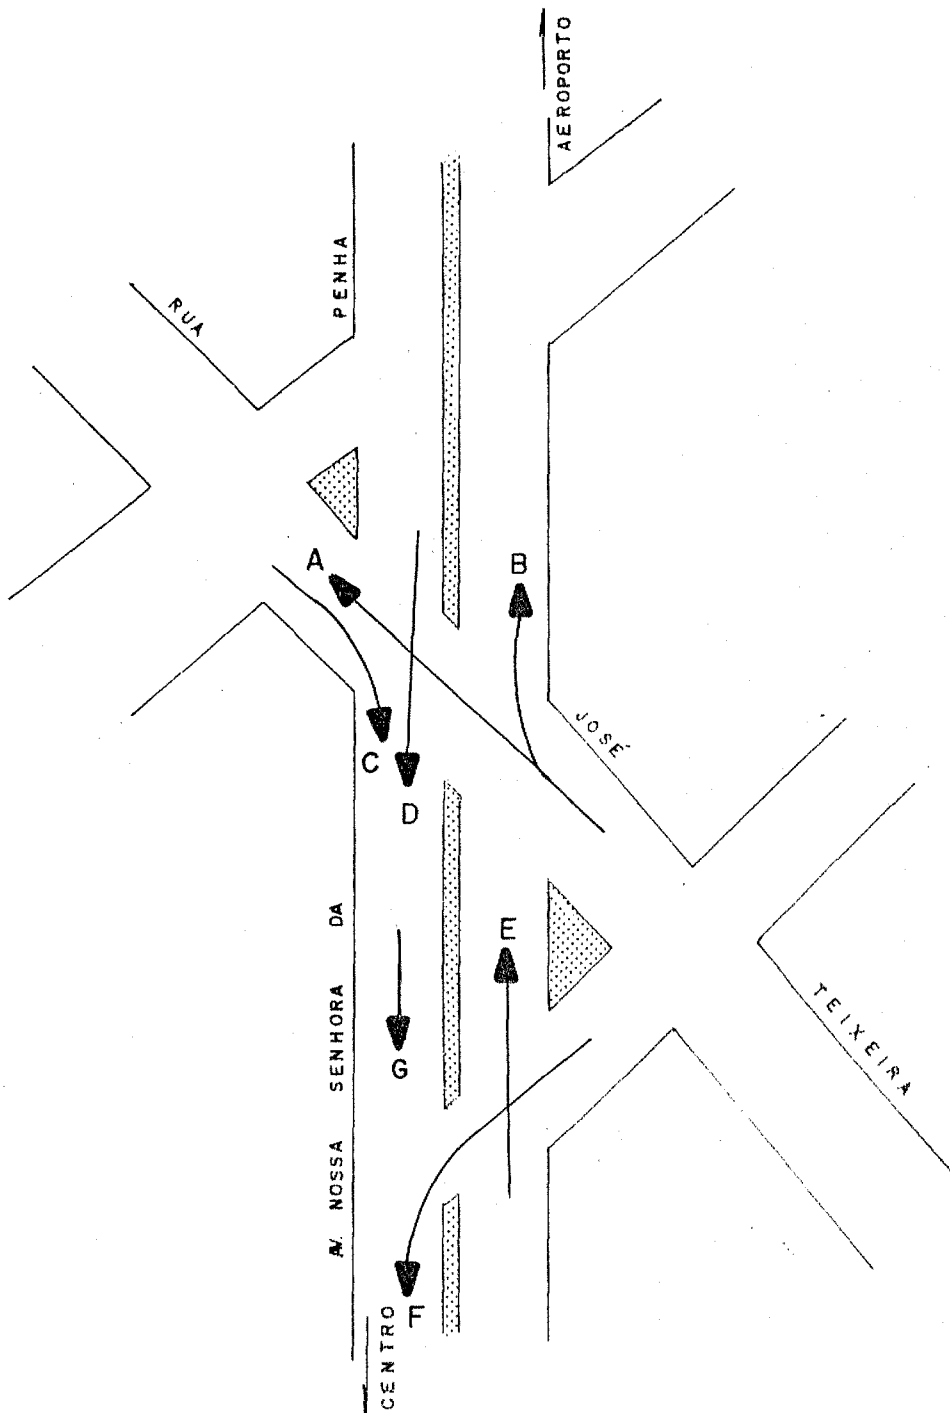 AEROPORTO
PENHA
RUA
A
B
JOSÉ
C
D
AV. NOSSA SENHORA DA
E
TEIXEIRA
G
F
CENTRO